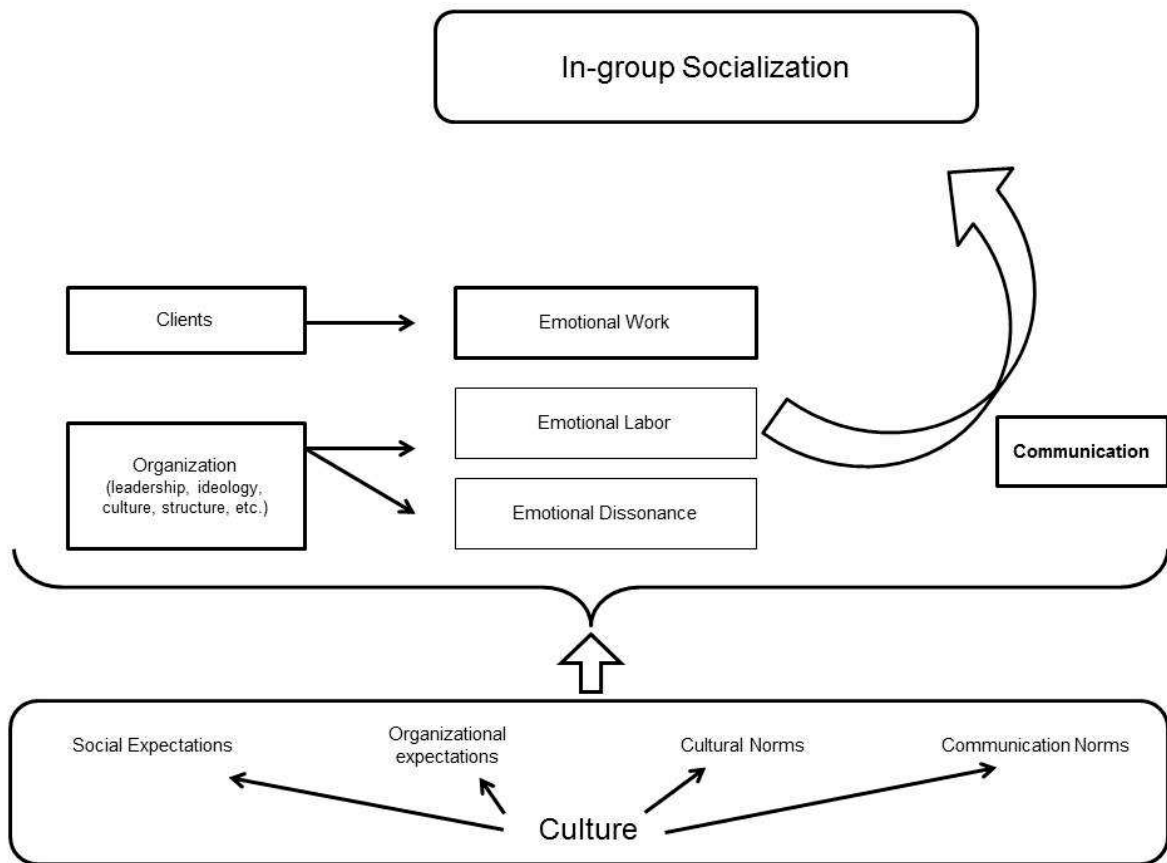 In-group Socialization
Clients
Emotional Work
Emotional Labor
Communication
Organization
(leadership, ideology,
culture, structure, etc.)
Emotional Dissonance
Social Expectations
Organizational
expectations
Cultural Norms
Communication Norms
Culture